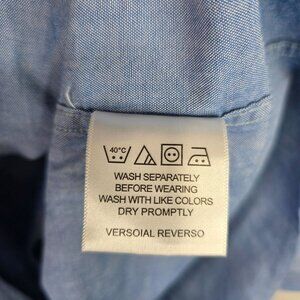 40°C
WASH SEPARATELY
BEFORE WEARING
WASH WITH LIKE COLORS
DRY PROMPTLY
VERSOIAL REVERSO